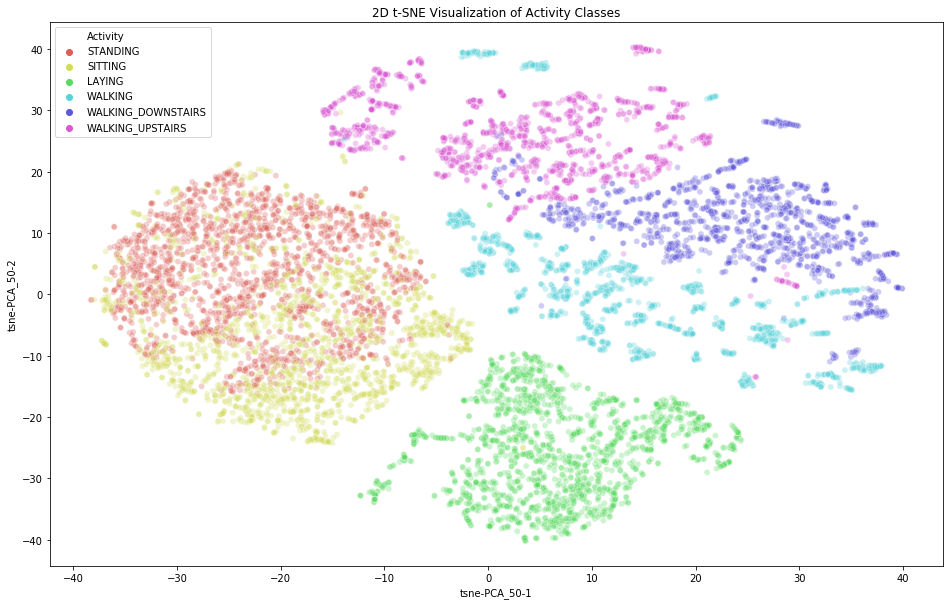 2D t-SNE Visualization of Activity Classes
Activity
STANDING
SITTING
LAYING
WALKING
WALKING_DOWNSTAIRS
WALKING_UPSTAIRS
40
30
20
10
0
−10
−20
−30
−40
tsne-PCA_50-2
−40 −30 −20 −10 0 10 20 30 40
tsne-PCA_50-1